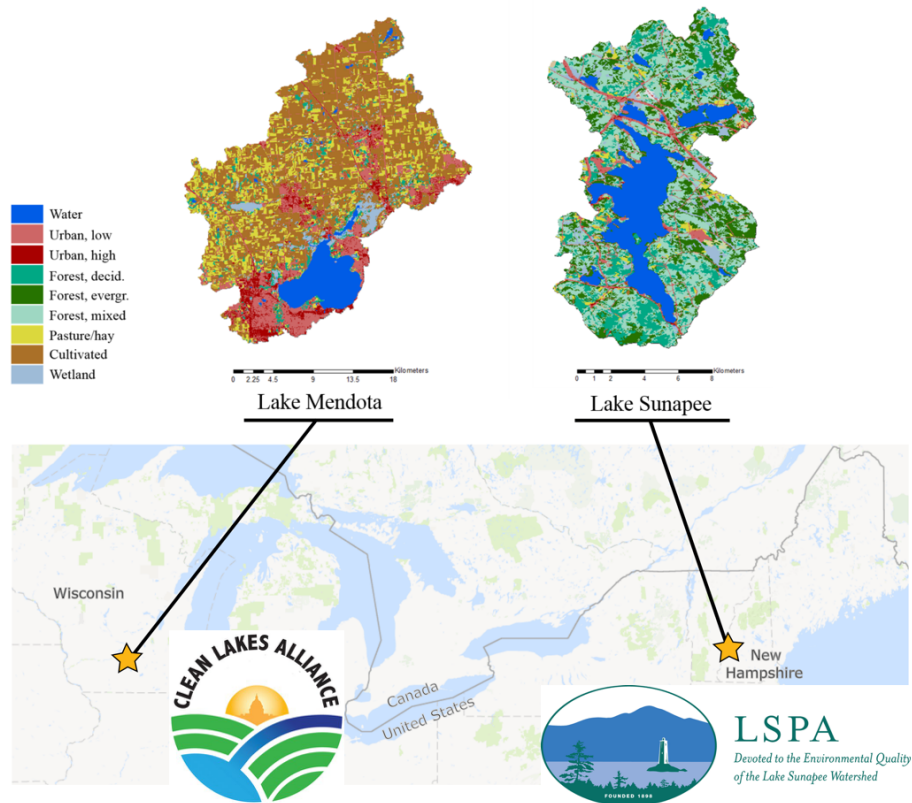 Water
Urban, low
Urban, high
Forest, decid.
Forest, evergr.
Forest, mixed
Pasture/hay
Cultivated
Wetland
Kilometers
0 2.25 4.5 9 13.5 18
Kilometers
0 1 2 4 6 8
Lake Mendota
Lake Sunapee
Wisconsin
New
Hampshire
Canada
United States
CLEAN LAKES ALLIANCE
FOUNDED 1898
LSPA
Devoted to the Environmental Quality
of the Lake Sunapee Watershed